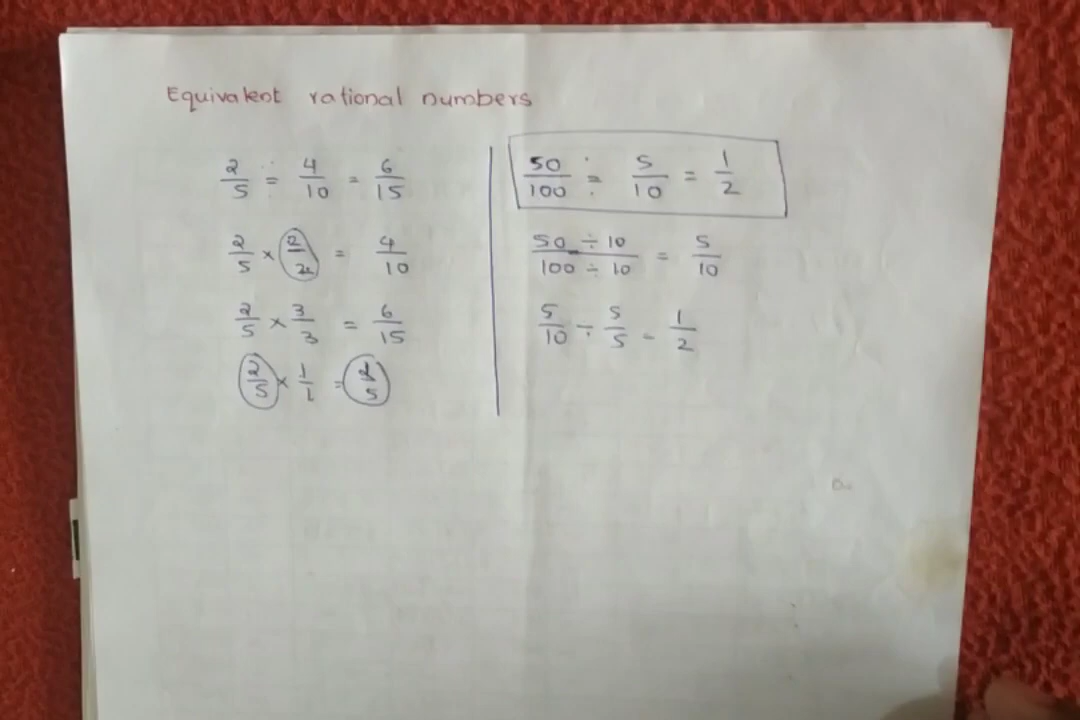 Equivalent rational numbers
2/5 = 4/10 = 6/15
2/5 × 2/2 = 4/10
2/5 × 3/3 = 6/15
2/5 × 1/1 = 2/5
50/100 = 5/10 = 1/2
50 ÷ 10 / 100 ÷ 10 = 5/10
5/10 ÷ 5/5 = 1/2